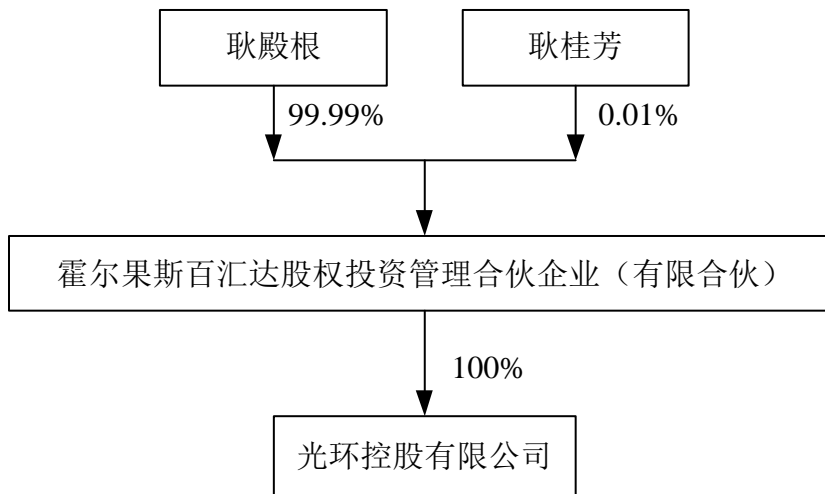 耿殿根
耿桂芳
99.99%
0.01%
霍尔果斯百汇达股权投资管理合伙企业（有限合伙）
100%
光环控股有限公司